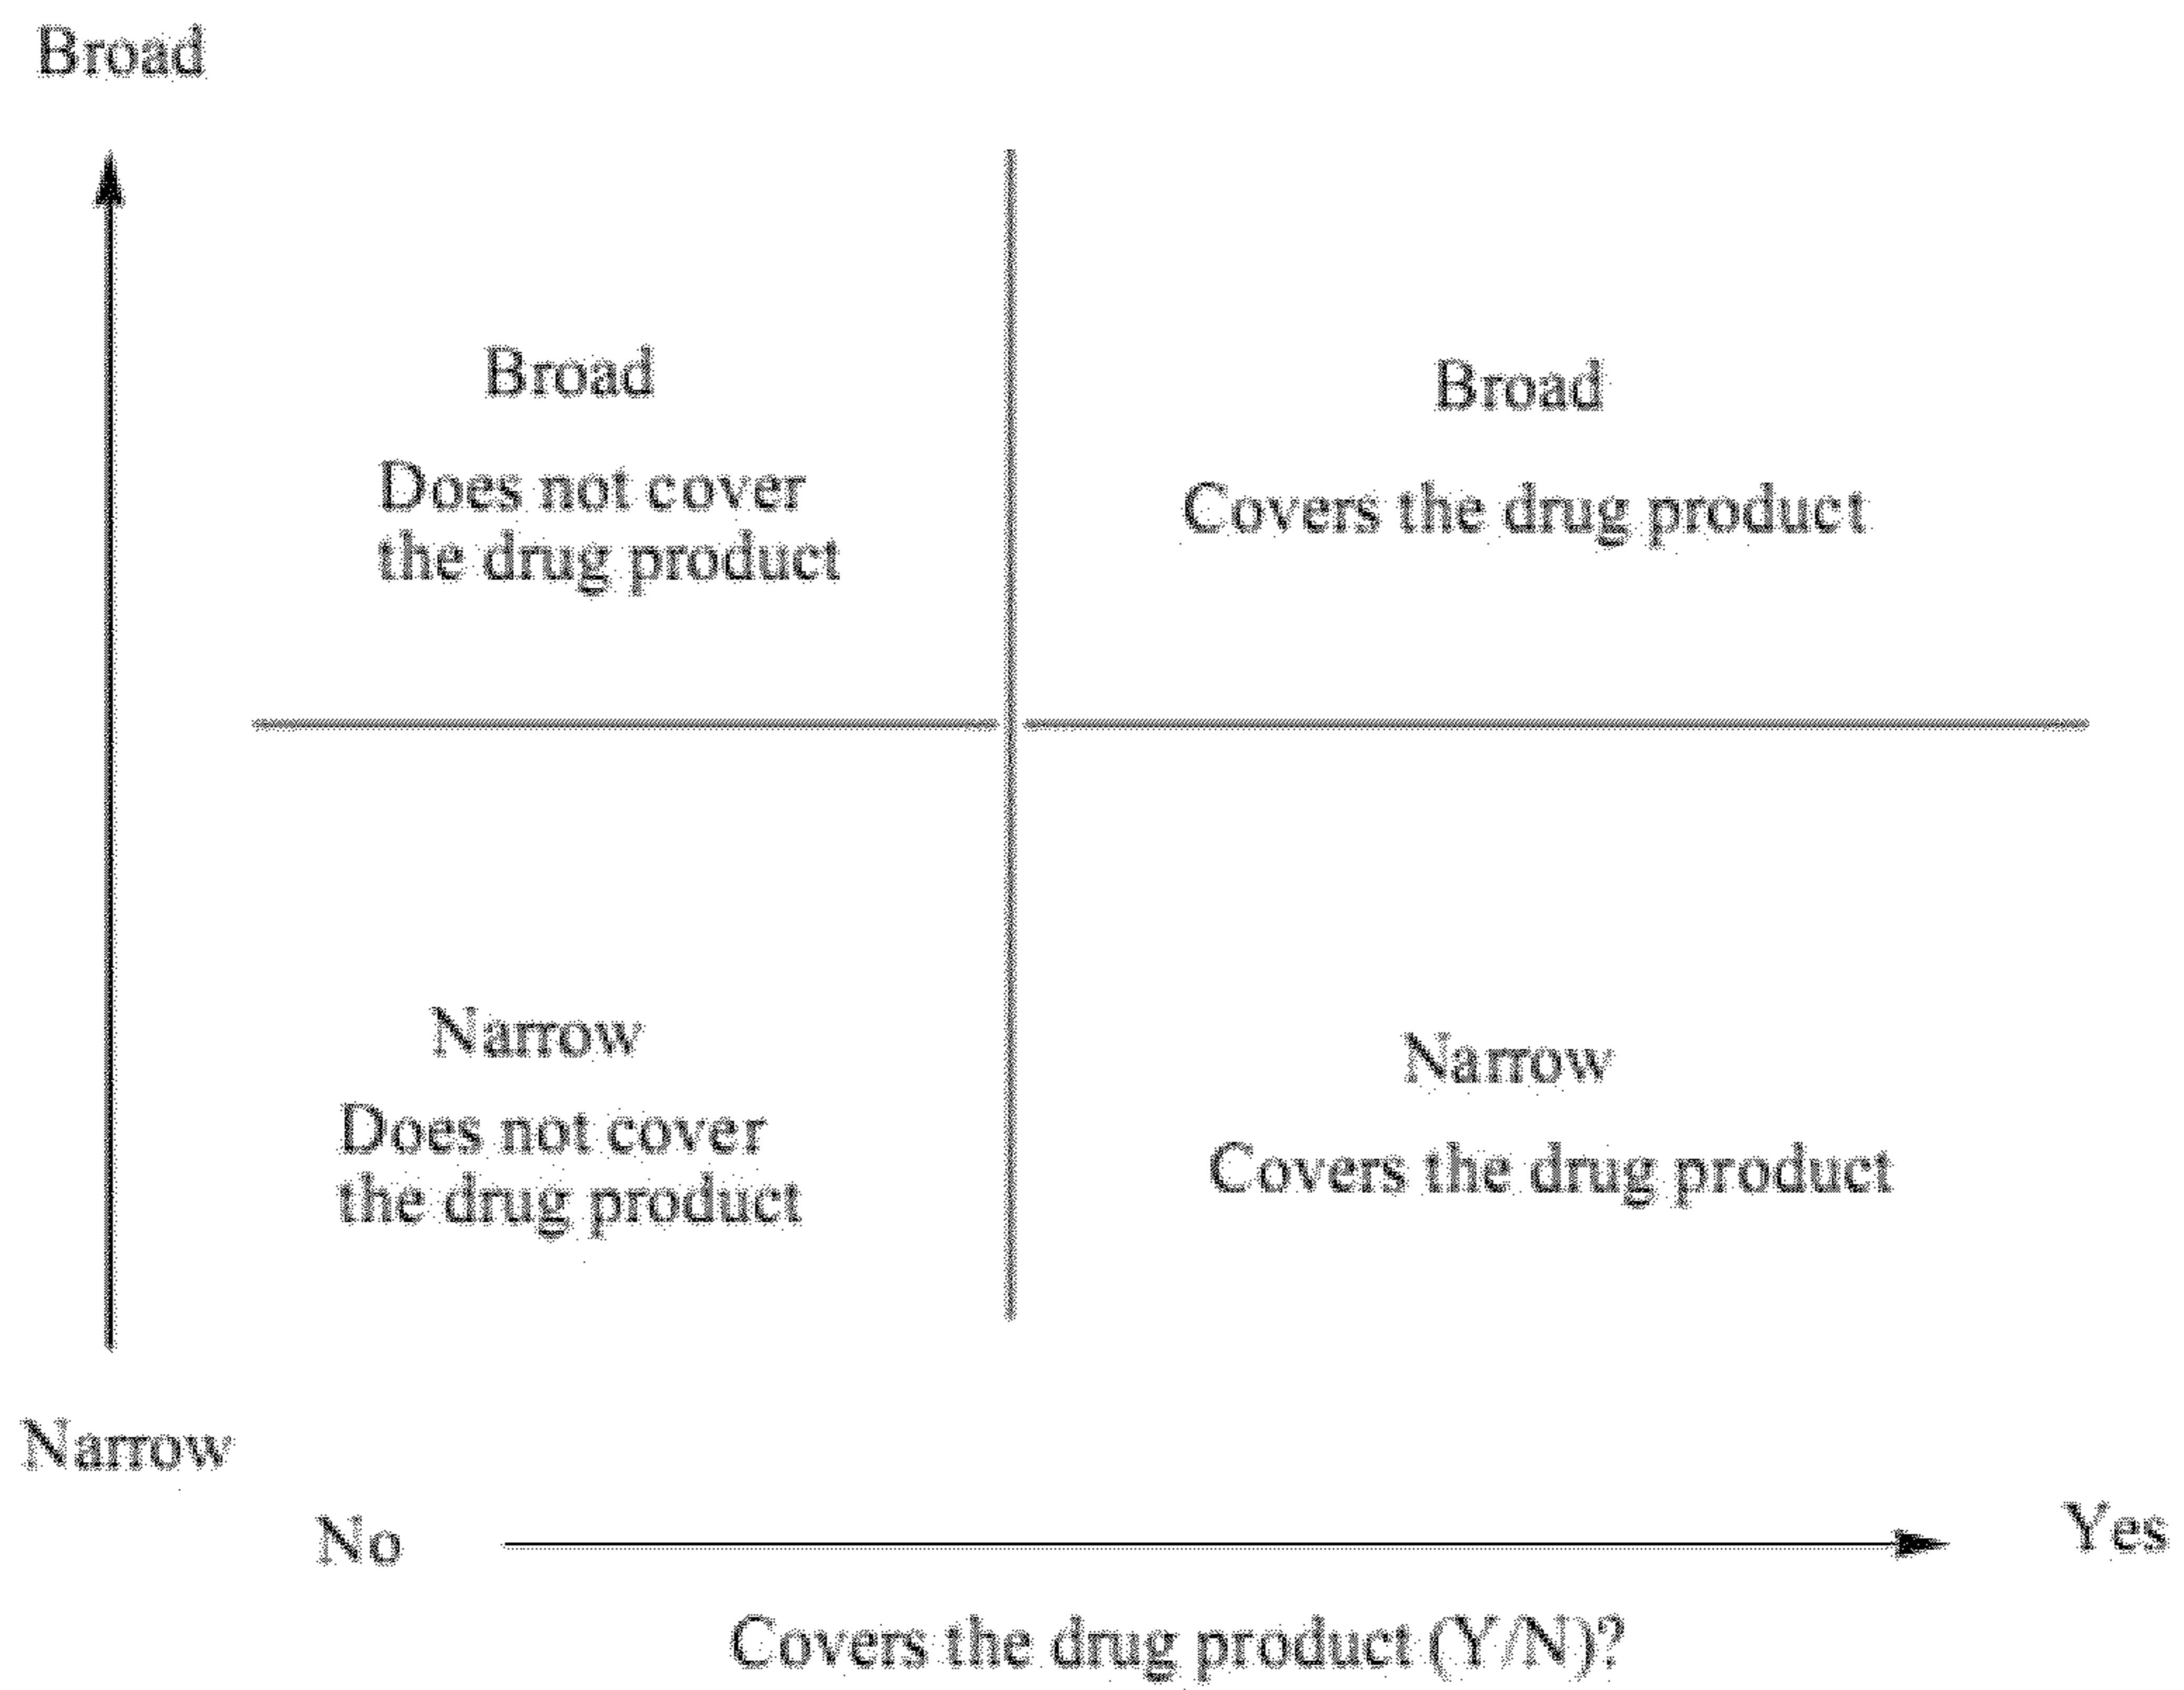 Broad
Broad
Does not cover
the drug product
Broad
Covers the drug product
Narrow
Does not cover
the drug product
Narrow
Covers the drug product
Narrow
No
Yes
Covers the drug product (Y/N)?